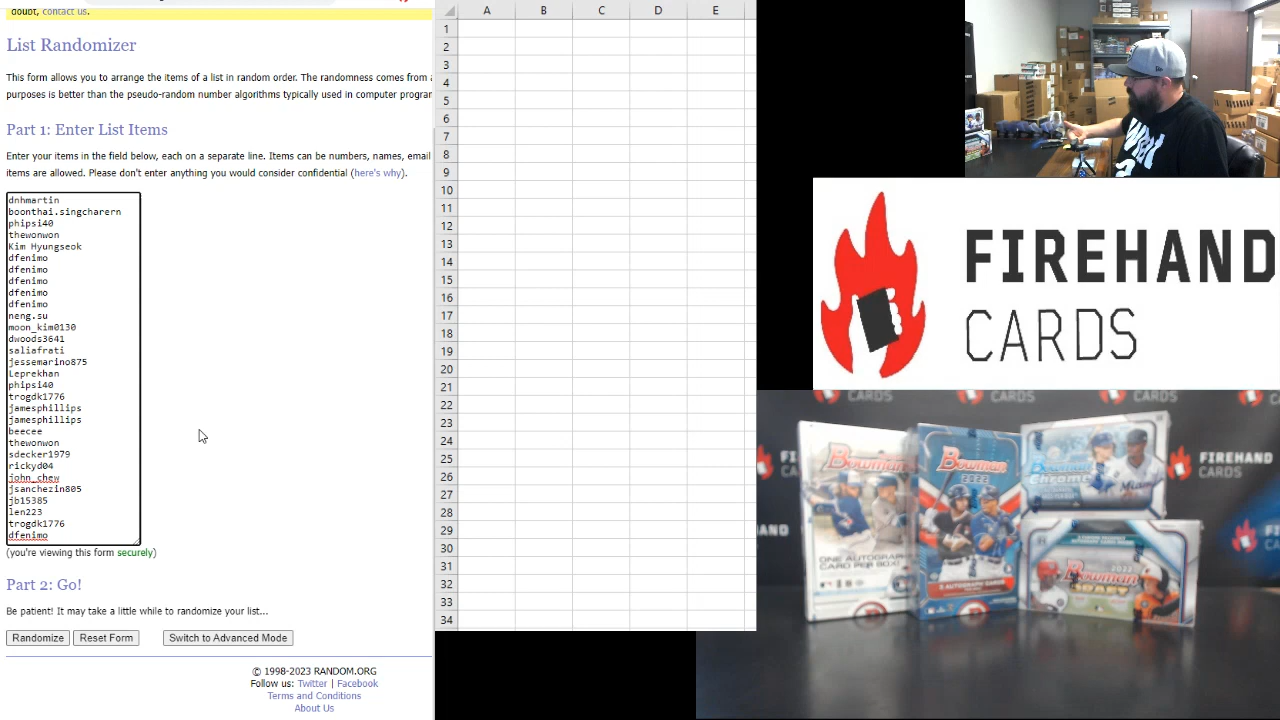 doubt, contact us.
List Randomizer
This form allows you to arrange the items of a list in random order. The randomness comes from
purposes is better than the pseudo-random number algorithms typically used in computer program
Part 1: Enter List Items
Enter your items in the field below, each on a separate line. Items can be numbers, names, email
items are allowed. Please don't enter anything you would consider confidential (here's why).
dnhmartin
boonthai.singcharern
phipsi40
thewonwon
Kim Hyungseok
dfenimo
dfenimo
dfenimo
dfenimo
dfenimo
neng.su
moon_kim0130
dwoods3641
saliafrati
jessemarino875
Leprekhan
phipsi40
trogdk1776
jamesphillips
jamesphillips
beecee
thewonwon
sdecker1979
rickyd04
john_chew
jsanchezin805
jb15385
len223
trogdk1776
dfenimo
(you're viewing this form securely)
Part 2: Go!
Be patient! It may take a little while to randomize your list...
Randomize
Reset Form
Switch to Advanced Mode
© 1998-2023 RANDOM.ORG
Follow us: Twitter | Facebook
Terms and Conditions
About Us
A B C D E
1
2
3
4
5
6
7
8
9
10
11
12
13
14
15
16
17
18
19
20
21
22
23
24
25
26
27
28
29
30
31
32
33
34
FIREHAND
CARDS
CARDS
CARDS
FIREHAND
CARDS
Bowman
ONE AUTOGRAPH
CARD PER BOX!
Bowman
2022
2 AUTOGRAPH CARDS
Bowman
Chrome
Miami
2022
Bowman
DRAFT